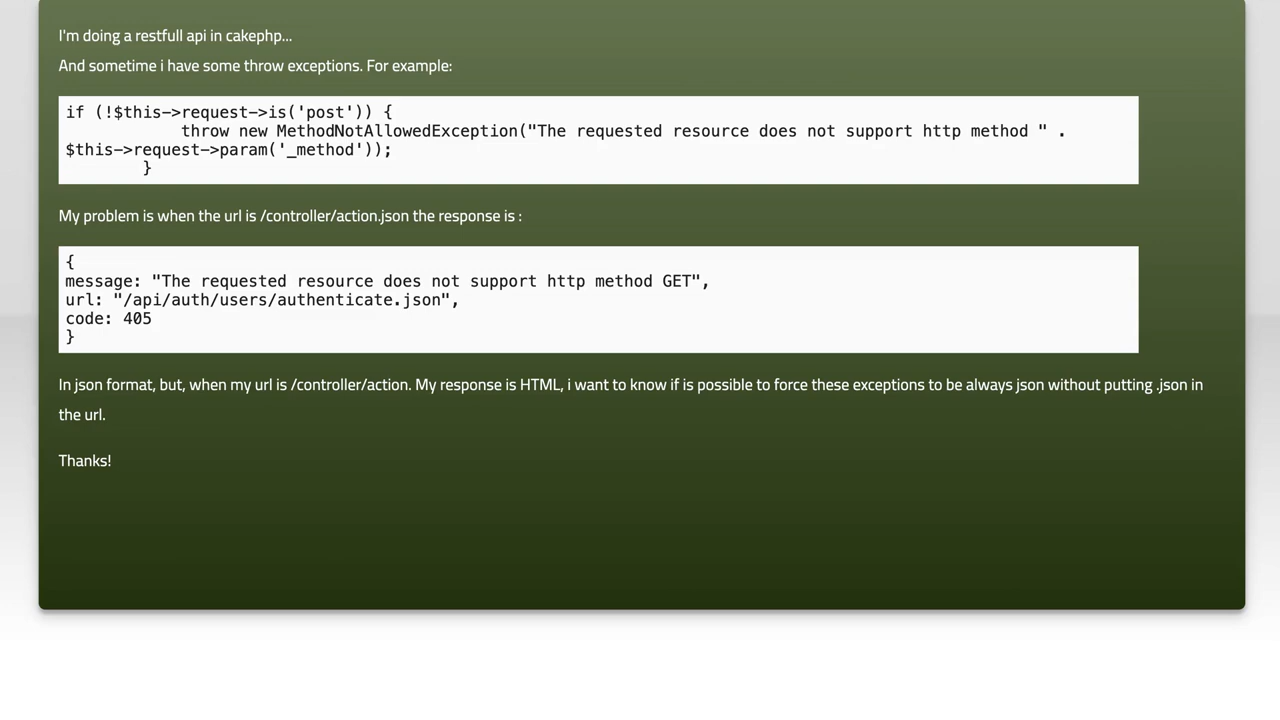 I'm doing a restfull api in cakephp...
And sometime i have some throw exceptions. For example:
if (!$this->request->is('post')) {
            throw new MethodNotAllowedException("The requested resource does not support http method " .
$this->request->param('_method'));
        }
My problem is when the url is /controller/action.json the response is :
{
message: "The requested resource does not support http method GET",
url: "/api/auth/users/authenticate.json",
code: 405
}
In json format, but, when my url is /controller/action. My response is HTML, i want to know if is possible to force these exceptions to be always json without putting .json in
the url.
Thanks!